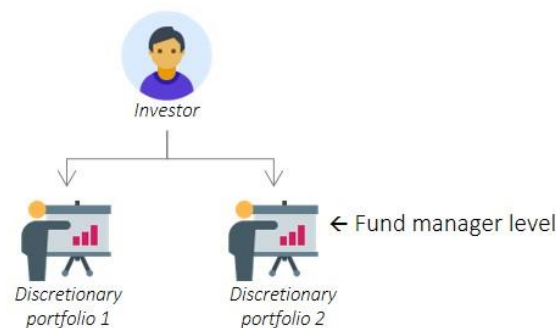 Investor
← Fund manager level
Discretionary
portfolio 1
Discretionary
portfolio 2